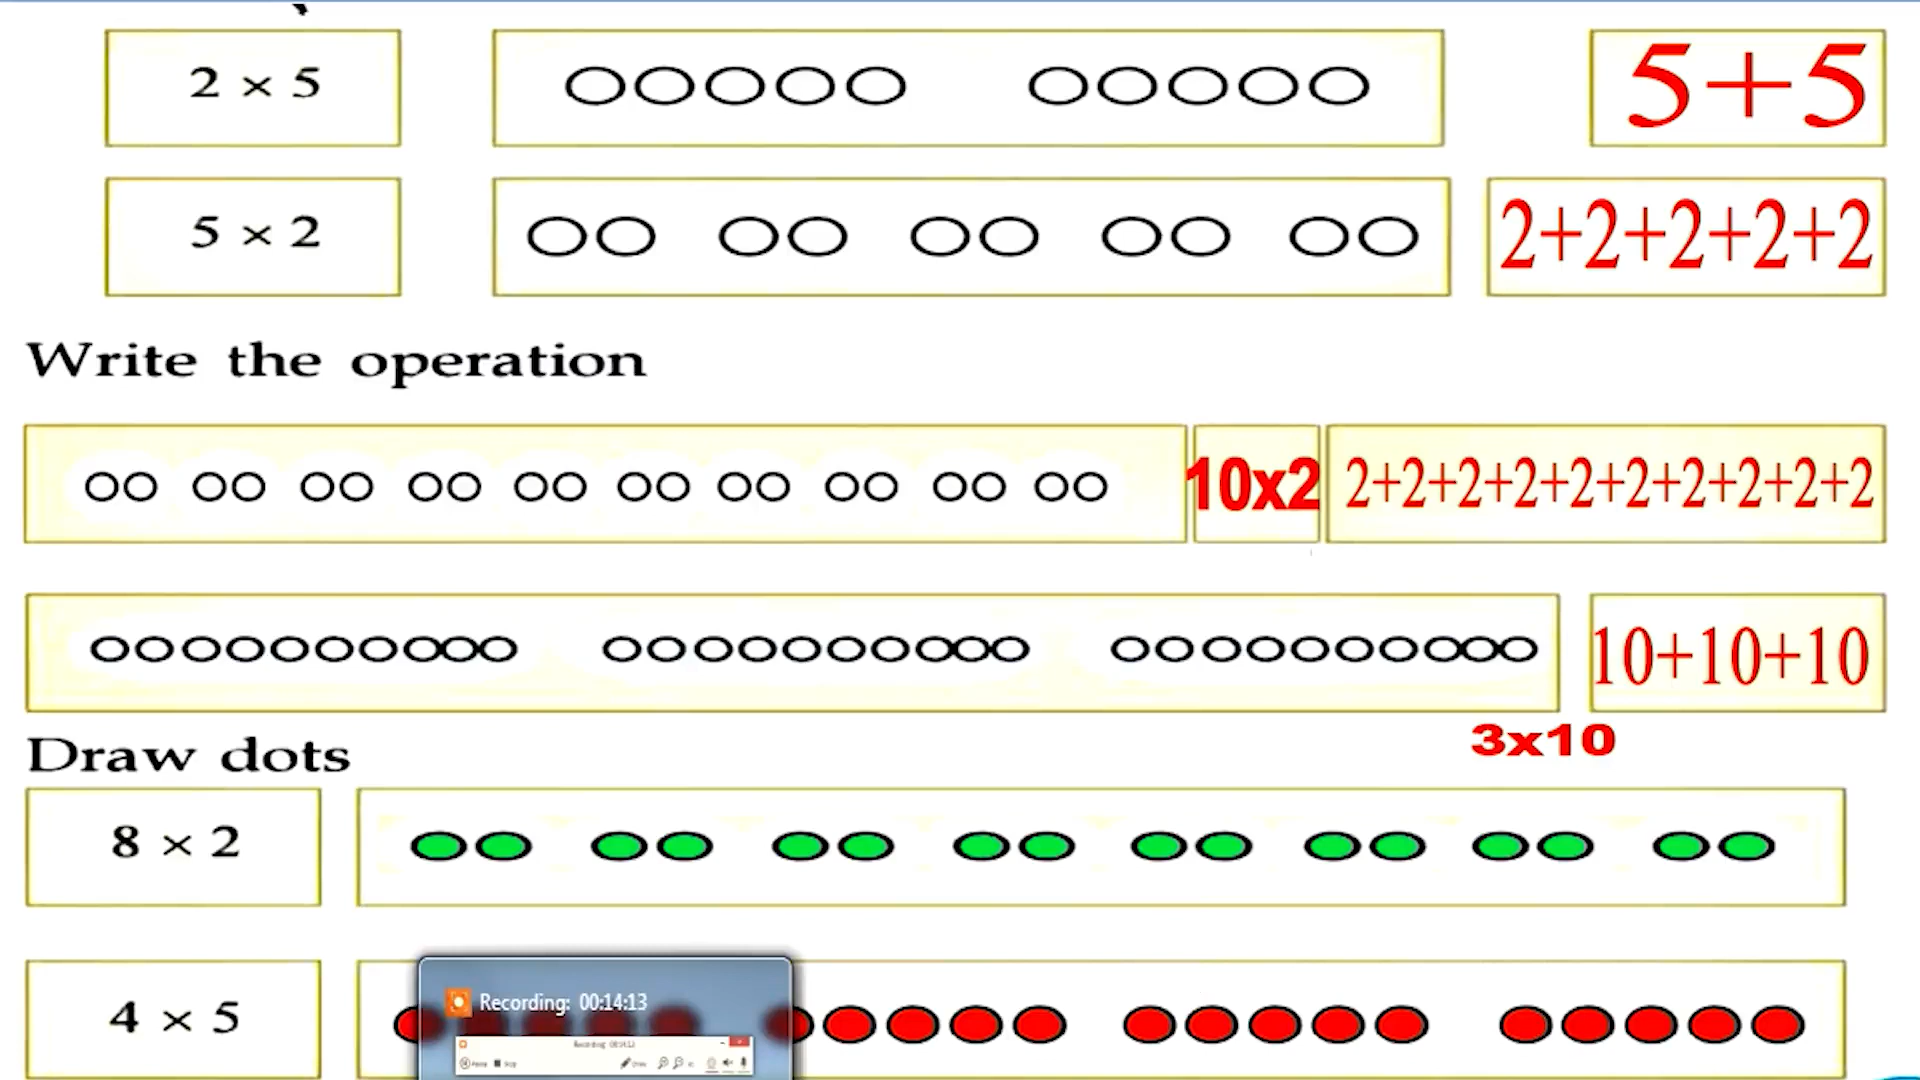 2 × 5 5+5
5 × 2 2+2+2+2+2
Write the operation
10x2 2+2+2+2+2+2+2+2+2+2
10+10+10
3x10
Draw dots
8 × 2
4 × 5
Recording: 00:14:13